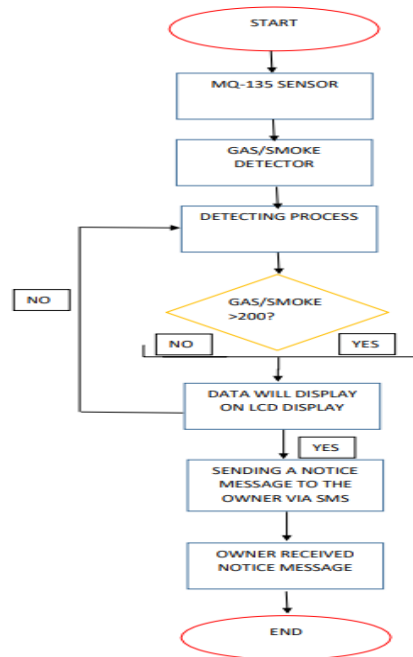 START
MQ-135 SENSOR
GAS/SMOKE
DETECTOR
DETECTING PROCESS
NO
GAS/SMOKE
>200?
NO
YES
DATA WILL DISPLAY
ON LCD DISPLAY
YES
SENDING A NOTICE
MESSAGE TO THE
OWNER VIA SMS
OWNER RECEIVED
NOTICE MESSAGE
END